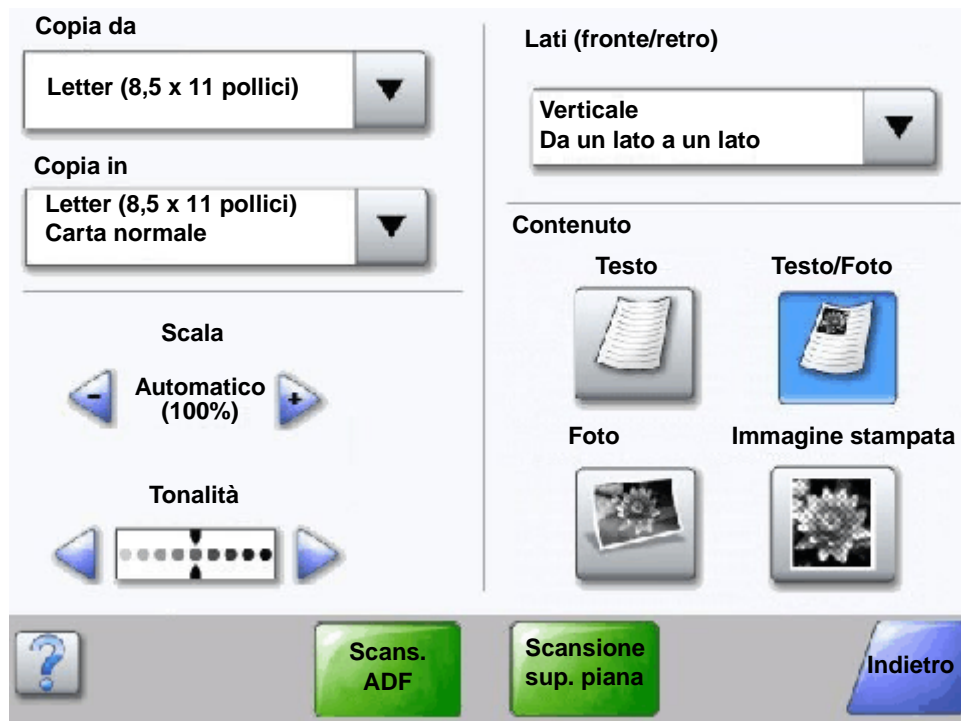 Copia da
Letter (8,5 x 11 pollici)
Copia in
Letter (8,5 x 11 pollici)
Carta normale
Scala
-
Automatico
(100%)
+
Tonalità
Lati (fronte/retro)
Verticale
Da un lato a un lato
Contenuto
Testo
Testo/Foto
Foto
Immagine stampata
?
Scans.
ADF
Scansione
sup. piana
Indietro